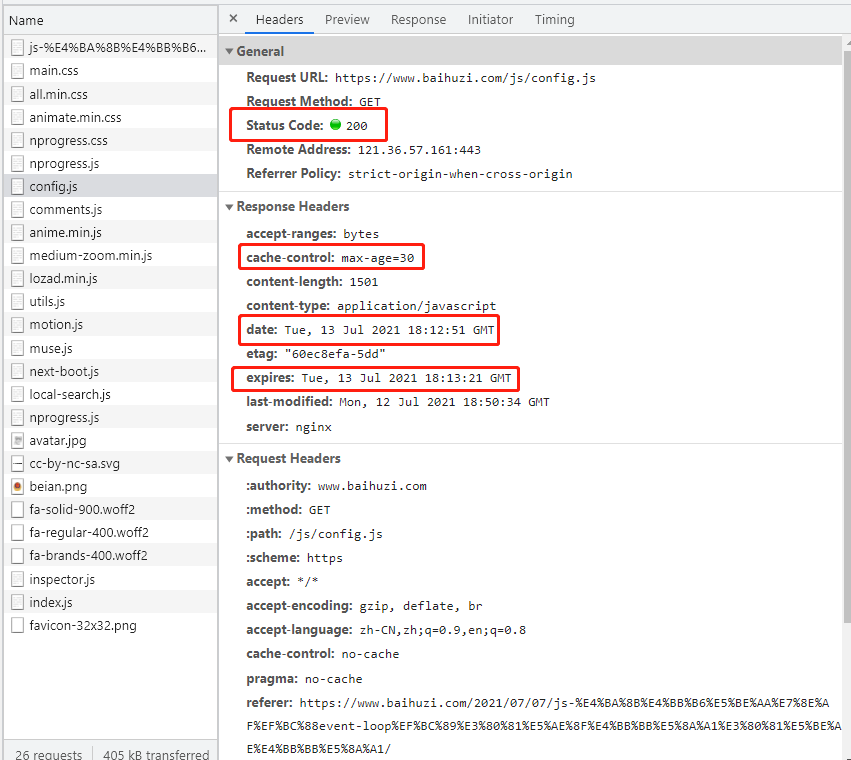 Name
js-%E4%BA%8B%E4%BB%B6...
main.css
all.min.css
animate.min.css
nprogress.css
nprogress.js
config.js
comments.js
anime.min.js
medium-zoom.min.js
lozad.min.js
utils.js
motion.js
muse.js
next-boot.js
local-search.js
nprogress.js
avatar.jpg
cc-by-nc-sa.svg
beian.png
fa-solid-900.woff2
fa-regular-400.woff2
fa-brands-400.woff2
inspector.js
index.js
favicon-32x32.png
26 requests 405 kB transferred
× Headers Preview Response Initiator Timing
General
Request URL: https://www.baihuzi.com/js/config.js
Request Method: GET
Status Code: 200
Remote Address: 121.36.57.161:443
Referrer Policy: strict-origin-when-cross-origin
Response Headers
accept-ranges: bytes
cache-control: max-age=30
content-length: 1501
content-type: application/javascript
date: Tue, 13 Jul 2021 18:12:51 GMT
etag: "60ec8efa-5dd"
expires: Tue, 13 Jul 2021 18:13:21 GMT
last-modified: Mon, 12 Jul 2021 18:50:34 GMT
server: nginx
Request Headers
:authority: www.baihuzi.com
:method: GET
:path: /js/config.js
:scheme: https
accept: */*
accept-encoding: gzip, deflate, br
accept-language: zh-CN,zh;q=0.9,en;q=0.8
cache-control: no-cache
pragma: no-cache
referer: https://www.baihuzi.com/2021/07/07/js-%E4%BA%8B%E4%BB%B6%E5%BE%AA%E7%8E%A
F%EF%BC%88event-loop%EF%BC%89%E3%80%81%E5%AE%8F%E4%BB%BB%E5%8A%A1%E3%80%81%E5%BE%A
E%E4%BB%BB%E5%8A%A1/